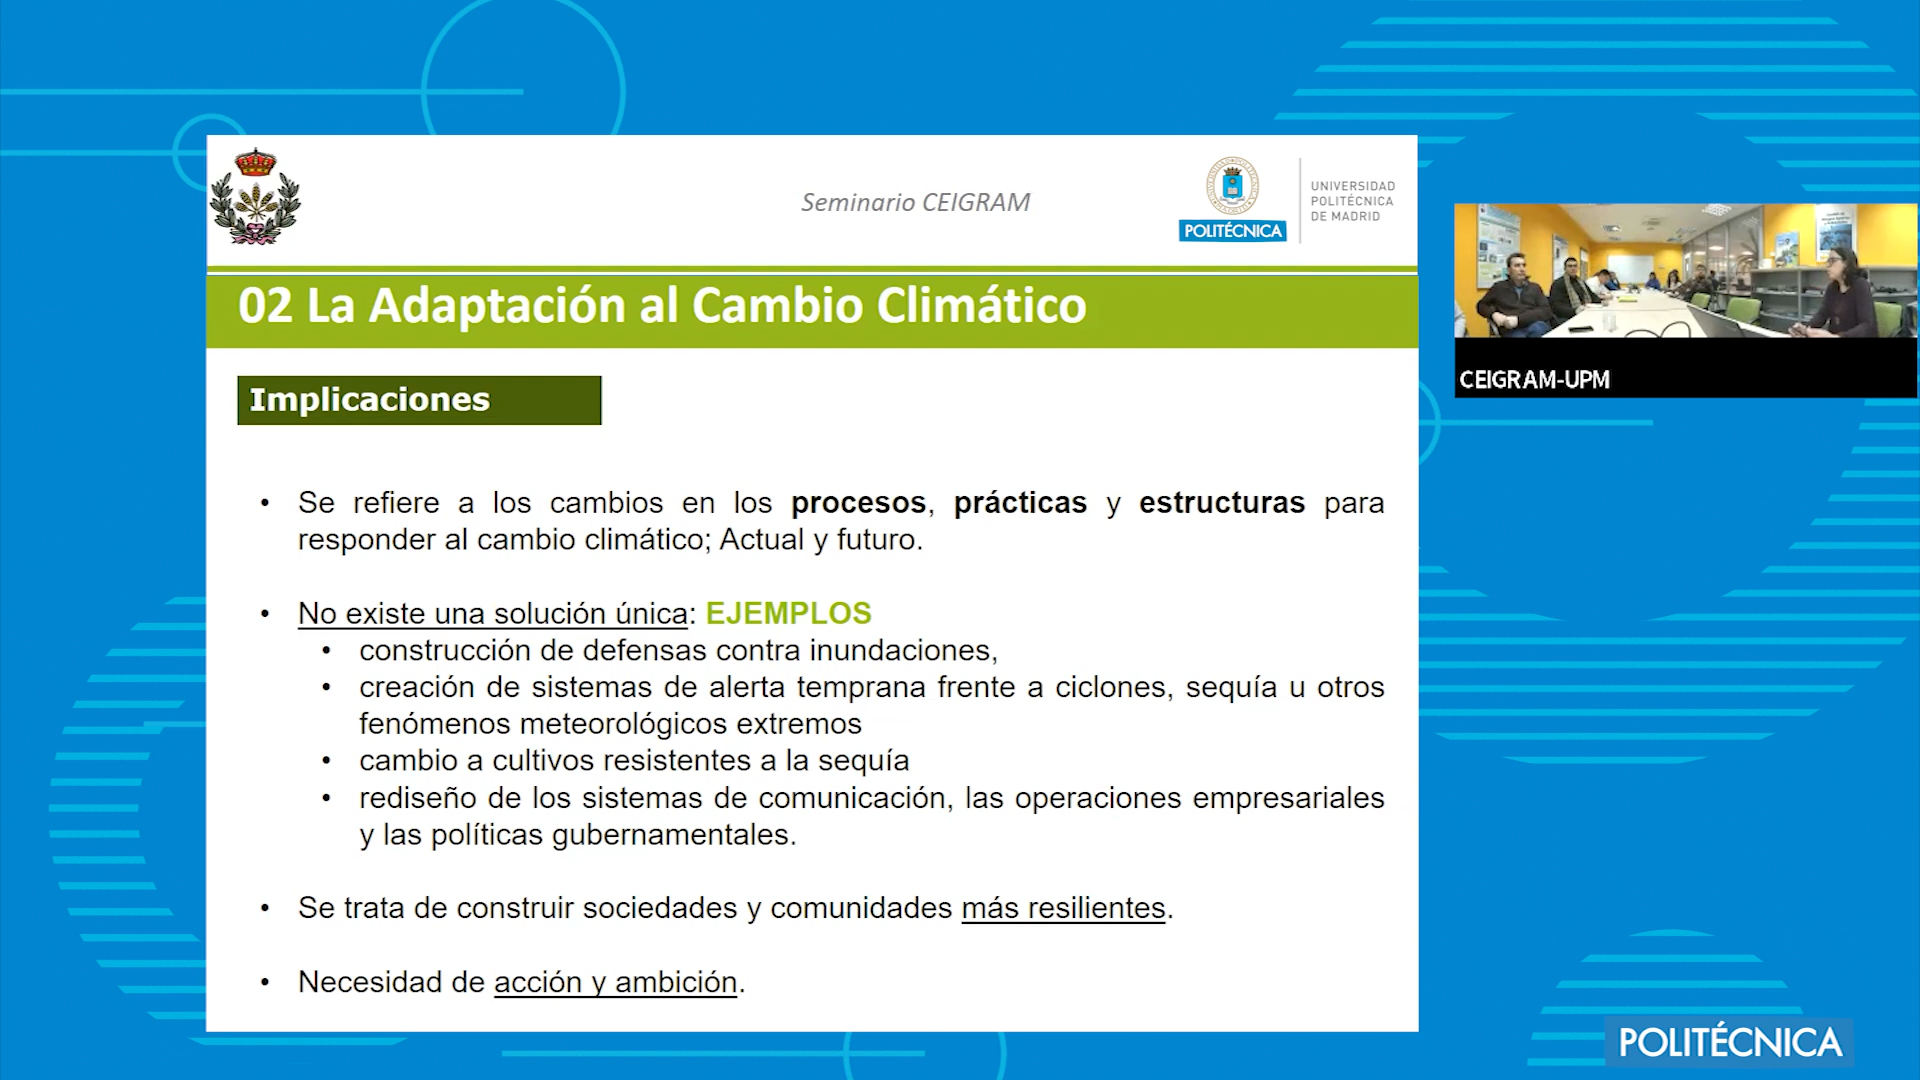 Seminario CEIGRAM
POLITÉCNICA
UNIVERSIDAD
POLITÉCNICA
DE MADRID
02 La Adaptación al Cambio Climático
CEIGRAM-UPM
Implicaciones
• Se refiere a los cambios en los procesos, prácticas y estructuras para
responder al cambio climático; Actual y futuro.
• No existe una solución única: EJEMPLOS
• construcción de defensas contra inundaciones,
• creación de sistemas de alerta temprana frente a ciclones, sequía u otros
fenómenos meteorológicos extremos
• cambio a cultivos resistentes a la sequía
• rediseño de los sistemas de comunicación, las operaciones empresariales
y las políticas gubernamentales.
• Se trata de construir sociedades y comunidades más resilientes.
• Necesidad de acción y ambición.
POLITÉCNICA